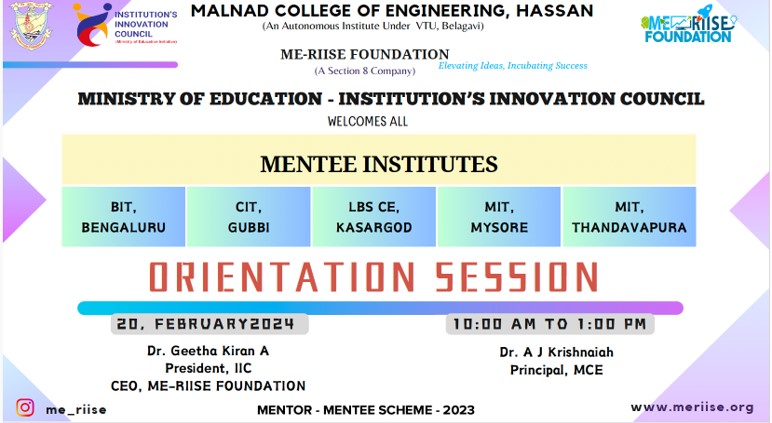 MALNAD COLLEGE OF ENGINEERING, HASSAN
(An Autonomous Institute Under VTU, Belagavi)
INSTITUTION'S
INNOVATION
COUNCIL
(Ministry of Education Initiative)
ME-RIISE
FOUNDATION
ME-RIISE FOUNDATION
(A Section 8 Company)
Elevating Ideas, Incubating Success
MINISTRY OF EDUCATION - INSTITUTION'S INNOVATION COUNCIL
WELCOMES ALL
MENTEE INSTITUTES
BIT,
BENGALURU
CIT,
GUBBI
LBS CE,
KASARGOD
MIT,
MYSORE
MIT,
THANDAVAPURA
ORIENTATION SESSION
20, FEBRUARY2024
10:00 AM TO 1:00 PM
Dr. Geetha Kiran A
President, IIC
CEO, ME-RIISE FOUNDATION
Dr. A J Krishnaiah
Principal, MCE
me_riise
MENTOR - MENTEE SCHEME - 2023
www.meriise.org